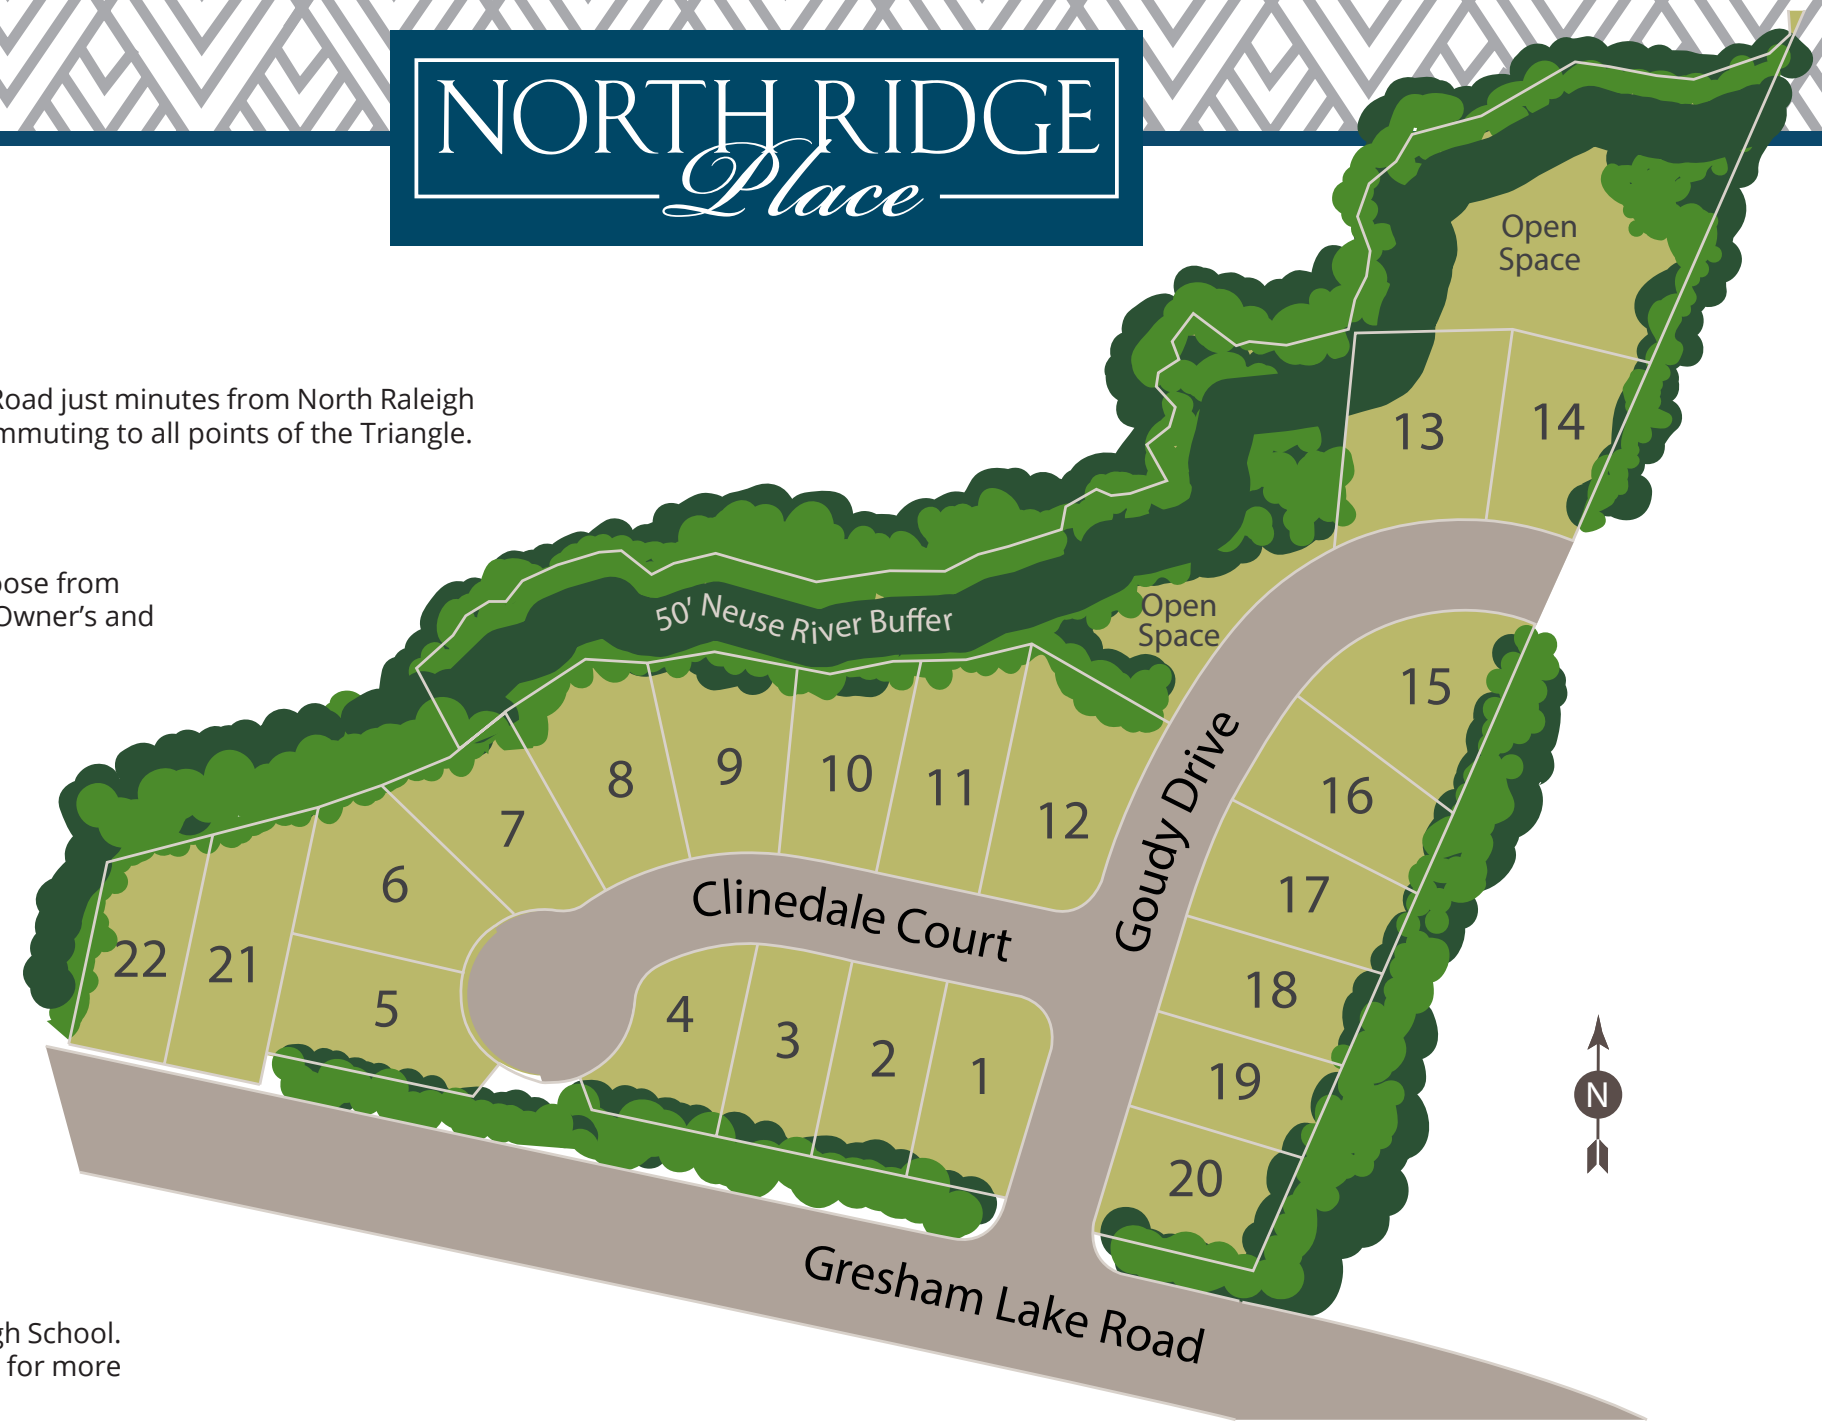 NORTH RIDGE
Place
Road just minutes from North Raleigh
mmuting to all points of the Triangle.
oose from
Owner's and
gh School.
for more
Open
Space
13
14
50' Neuse River Buffer
Open
Space
15
16
17
18
19
20
Goudy Drive
12
11
10
9
8
7
6
5
22
21
Clinedale Court
4
3
2
1
Gresham Lake Road
N